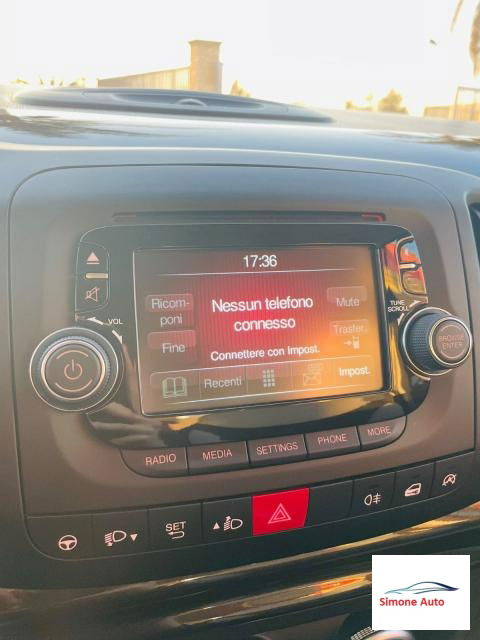 17:36
Ricom-
poni
Nessun telefono
connesso
Mute
Trasfer.
Fine
Connettere con Impost.
Recenti
Impost.
VOL
TUNE
SCROLL
BROWSE
ENTER
RADIO
MEDIA
SETTINGS
PHONE
MORE
SET
Simone Auto